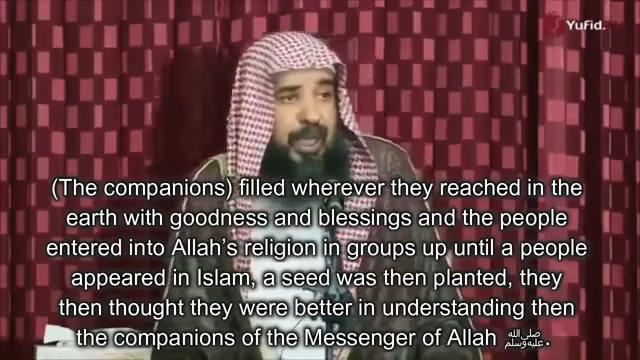 YUFID.
(The companions) filled wherever they reached in the
earth with goodness and blessings and the people
entered into Allah's religion in groups up until a people
appeared in Islam, a seed was then planted, they
then thought they were better in understanding then
the companions of the Messenger of Allah ﷺ.